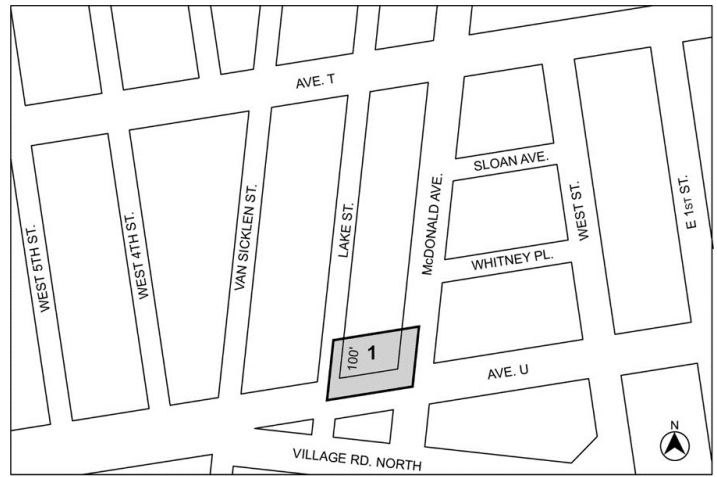 AVE. T
SLOAN AVE.
WEST 5TH ST.
WEST 4TH ST.
VAN SICKLEN ST.
LAKE ST.
McDONALD AVE.
WHITNEY PL.
WEST ST.
E 1ST ST.
100'
1
AVE. U
VILLAGE RD. NORTH
N